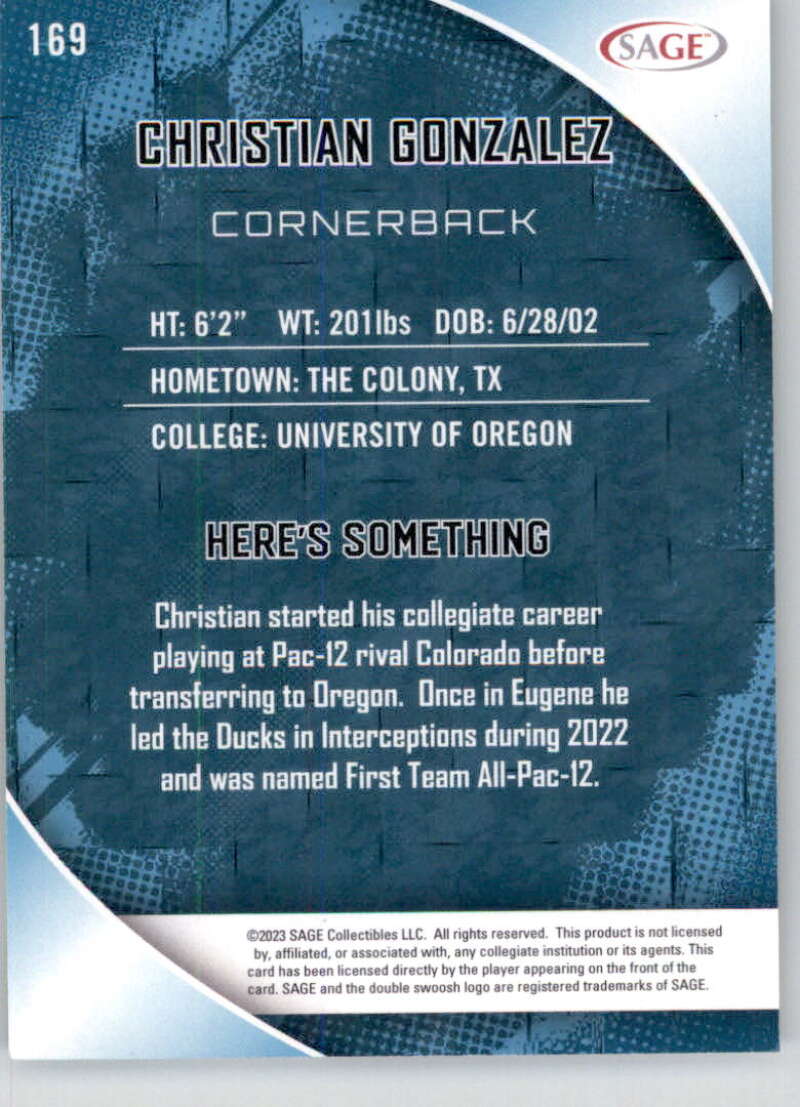 169
SAGE™
CHRISTIAN GONZALEZ
CORNERBACK
HT: 6'2" WT: 201lbs DOB: 6/28/02
HOMETOWN: THE COLONY, TX
COLLEGE: UNIVERSITY OF OREGON
HERE'S SOMETHING
Christian started his collegiate career
playing at Pac-12 rival Colorado before
transferring to Oregon. Once in Eugene he
led the Ducks in Interceptions during 2022
and was named First Team All-Pac-12.
©2023 SAGE Collectibles LLC. All rights reserved. This product is not licensed
by, affiliated, or associated with, any collegiate institution or its agents. This
card has been licensed directly by the player appearing on the front of the
card. SAGE and the double swoosh logo are registered trademarks of SAGE.